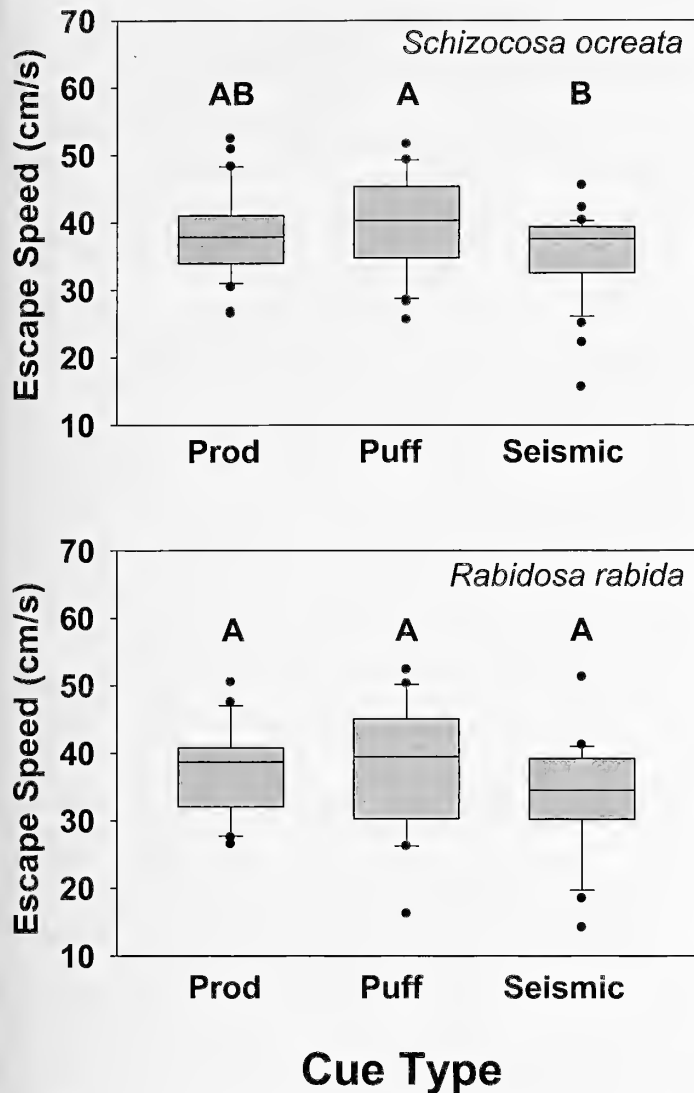 70
Schizocosa ocreata
60
AB A B
50
40
30
20
10
Escape Speed (cm/s)
Prod Puff Seismic
70
Rabidosa rabida
60
A A A
50
40
30
20
10
Escape Speed (cm/s)
Prod Puff Seismic
Cue Type